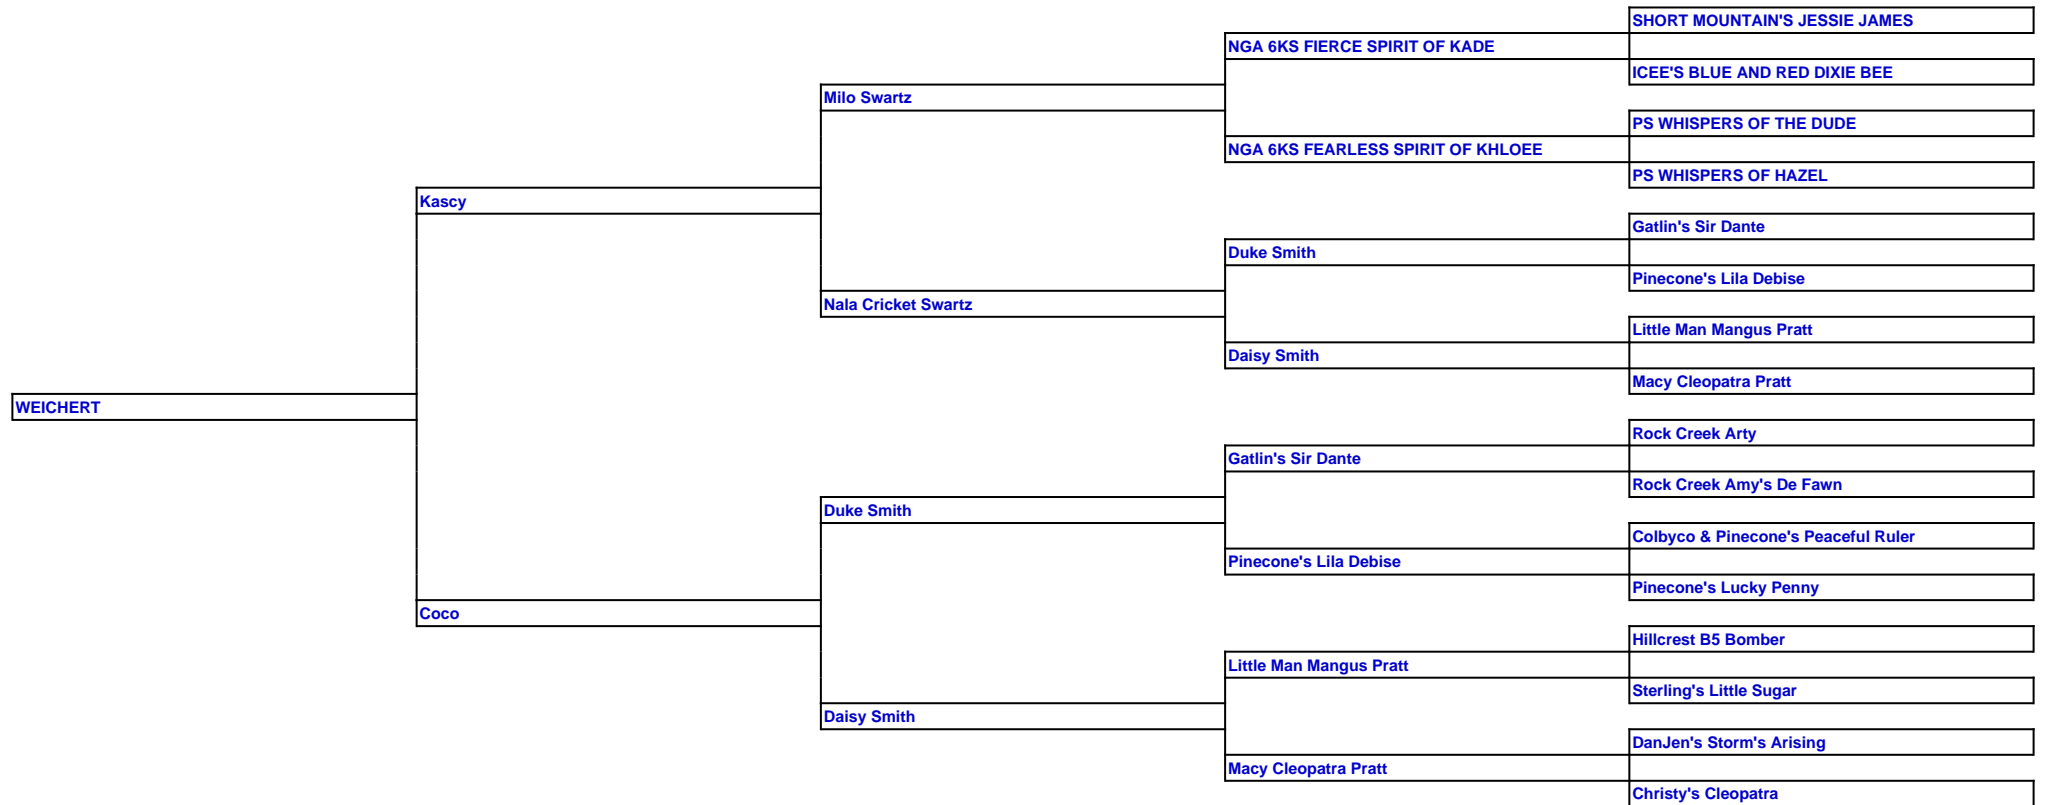 SHORT MOUNTAIN'S JESSIE JAMES
NGA 6KS FIERCE SPIRIT OF KADE
ICEE'S BLUE AND RED DIXIE BEE
Milo Swartz
PS WHISPERS OF THE DUDE
NGA 6KS FEARLESS SPIRIT OF KHLOEE
PS WHISPERS OF HAZEL
Kascy
Gatlin's Sir Dante
Duke Smith
Pinecone's Lila Debise
Nala Cricket Swartz
Little Man Mangus Pratt
Daisy Smith
Macy Cleopatra Pratt
WEICHERT
Rock Creek Arty
Gatlin's Sir Dante
Rock Creek Amy's De Fawn
Duke Smith
Colbyco & Pinecone's Peaceful Ruler
Pinecone's Lila Debise
Pinecone's Lucky Penny
Coco
Hillcrest B5 Bomber
Little Man Mangus Pratt
Sterling's Little Sugar
Daisy Smith
DanJen's Storm's Arising
Macy Cleopatra Pratt
Christy's Cleopatra